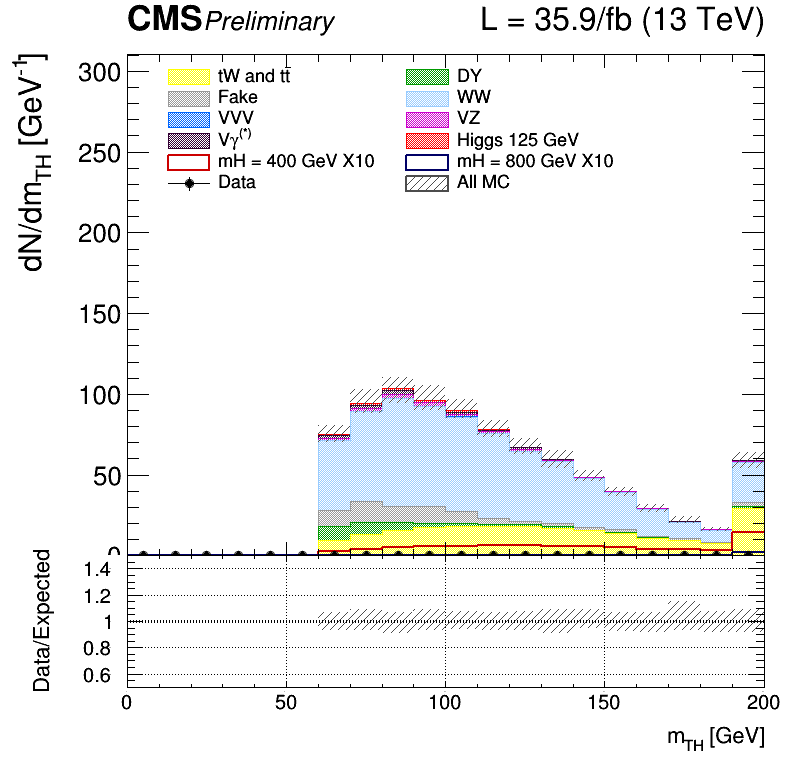 CMS Preliminary L = 35.9/fb (13 TeV)
dN/dm_TH [GeV⁻¹]
300
250
200
150
100
50
0
tW and tt̄ DY
Fake WW
VVV VZ
Vγ(*) Higgs 125 GeV
mH = 400 GeV X10 mH = 800 GeV X10
Data All MC
Data/Expected
1.4
1.2
1
0.8
0.6
0 50 100 150 200
m_TH [GeV]